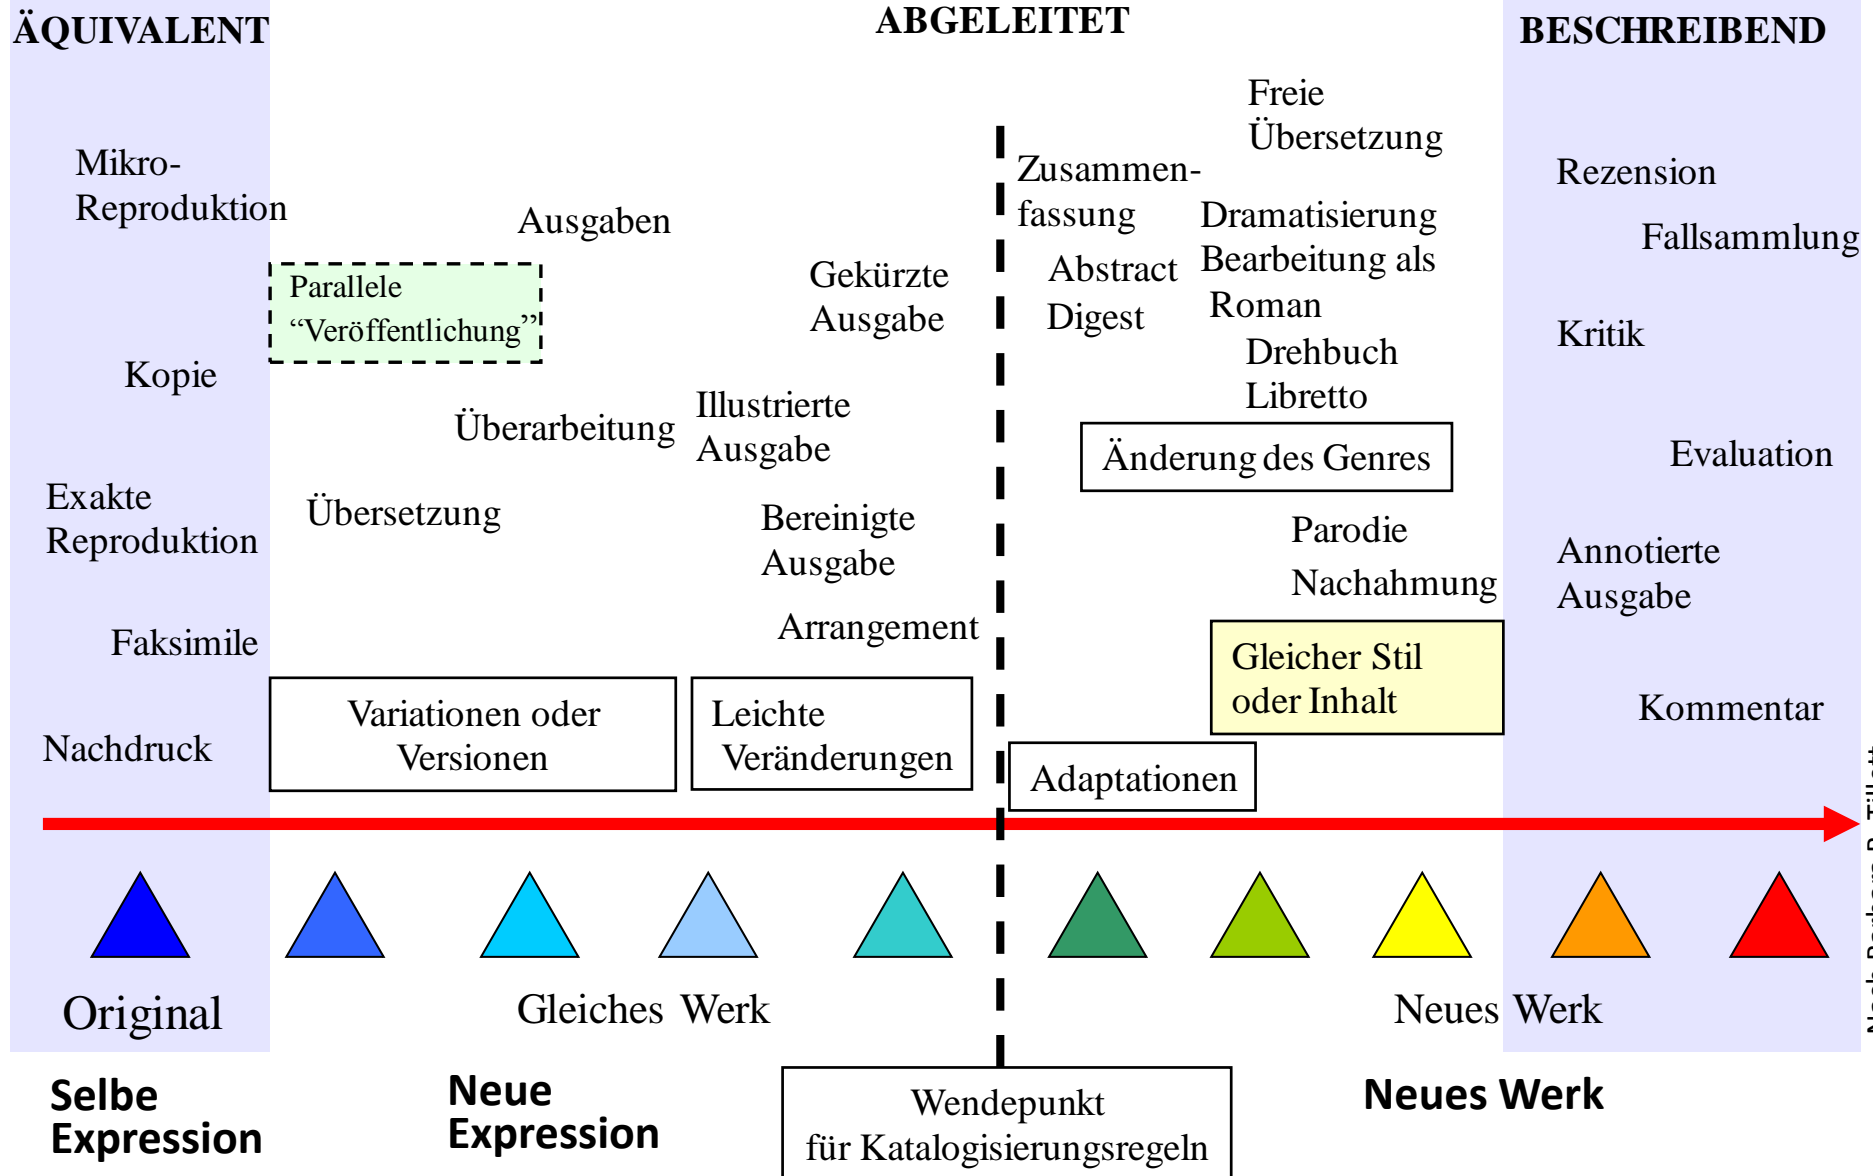 ÄQUIVALENT
Mikro-
Reproduktion
Kopie
Exakte
Reproduktion
Faksimile
Nachdruck
ABGELEITET
Ausgaben
Parallele
“Veröffentlichung”
Gekürzte
Ausgabe
Überarbeitung
Illustrierte
Ausgabe
Übersetzung
Bereinigte
Ausgabe
Arrangement
Variationen oder
Versionen
Leichte
Veränderungen
Freie
Übersetzung
Zusammen-
fassung
Abstract
Digest
Dramatisierung
Bearbeitung als
Roman
Drehbuch
Libretto
Änderung des Genres
Parodie
Nachahmung
Gleicher Stil
oder Inhalt
Adaptationen
BESCHREIBEND
Rezension
Fallsammlung
Kritik
Evaluation
Annotierte
Ausgabe
Kommentar
Original
Gleiches Werk
Neues Werk
Selbe
Expression
Neue
Expression
Wendepunkt
für Katalogisierungsregeln
Neues Werk
Nach Barbara B. Tillett